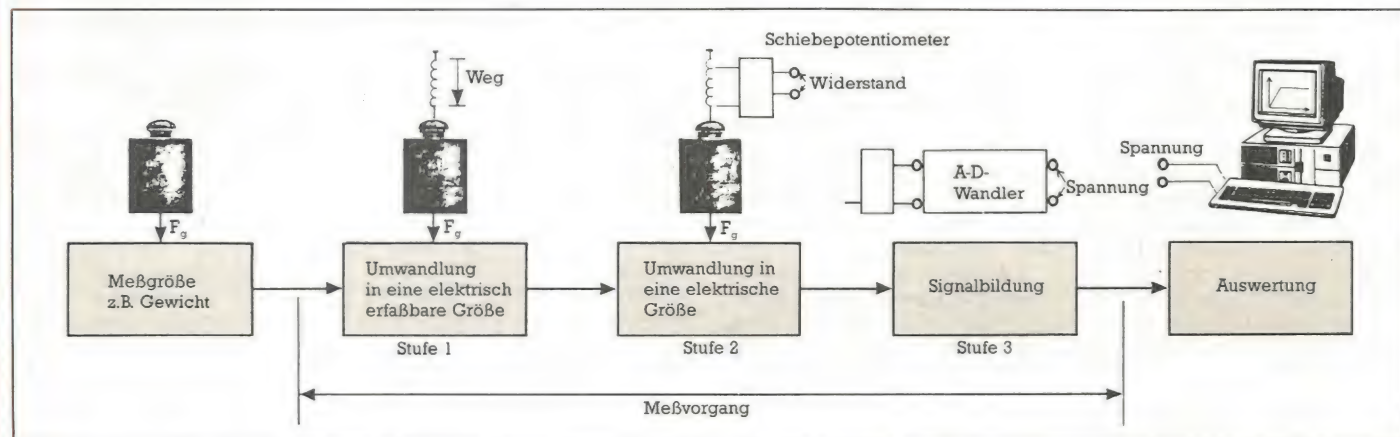 Schiebepotentiometer
Weg
Widerstand
Spannung
A-D-
Wandler
Spannung
F_g
F_g
F_g
Meßgröße
z.B. Gewicht
Umwandlung
in eine elektrisch
erfaßbare Größe
Umwandlung in
eine elektrische
Größe
Signalbildung
Auswertung
Stufe 1
Stufe 2
Stufe 3
Meßvorgang